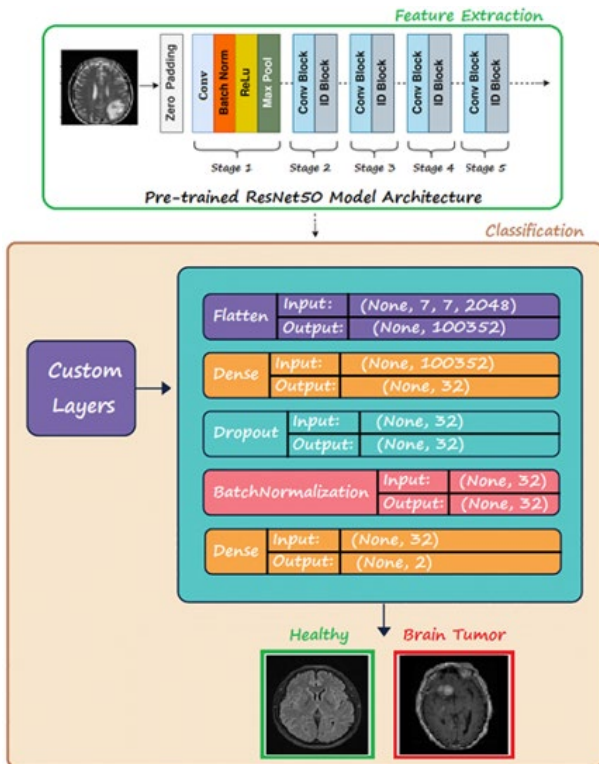 Feature Extraction
Zero Padding
Conv
Batch Norm
ReLu
Max Pool
Conv Block
ID Block
Conv Block
ID Block
Conv Block
ID Block
Conv Block
ID Block
Stage 1
Stage 2
Stage 3
Stage 4
Stage 5
Pre-trained ResNet50 Model Architecture
Classification
Custom
Layers
Flatten
Input: (None, 7, 7, 2048)
Output: (None, 100352)
Dense
Input: (None, 100352)
Output: (None, 32)
Dropout
Input: (None, 32)
Output: (None, 32)
BatchNormalization
Input: (None, 32)
Output: (None, 32)
Dense
Input: (None, 32)
Output: (None, 2)
Healthy
Brain Tumor